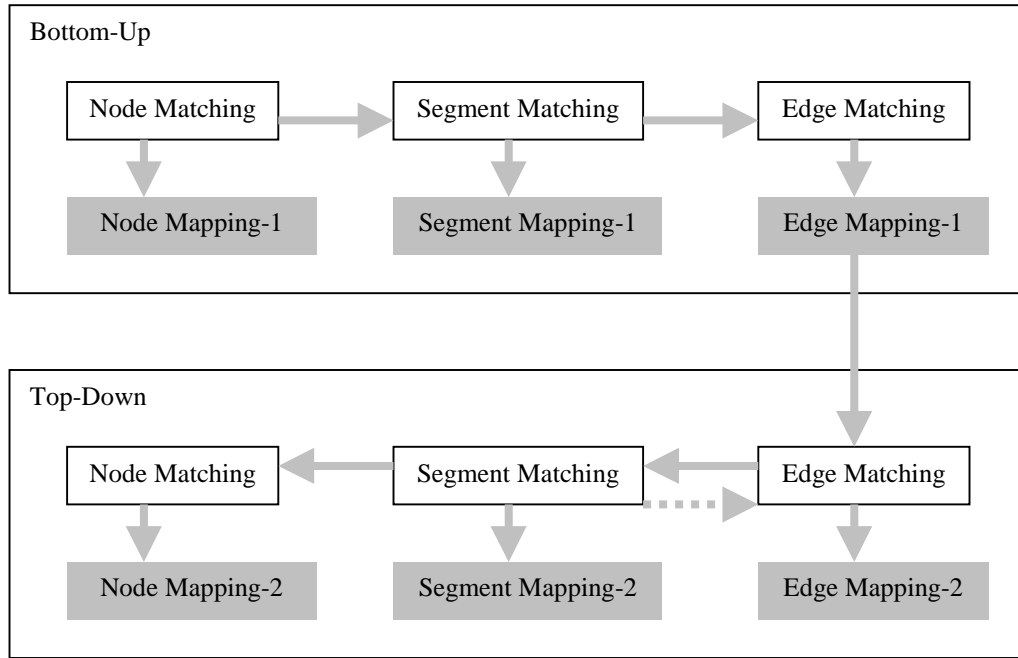 Bottom-Up
Node Matching
Segment Matching
Edge Matching
Node Mapping-1
Segment Mapping-1
Edge Mapping-1
Top-Down
Node Matching
Segment Matching
Edge Matching
Node Mapping-2
Segment Mapping-2
Edge Mapping-2